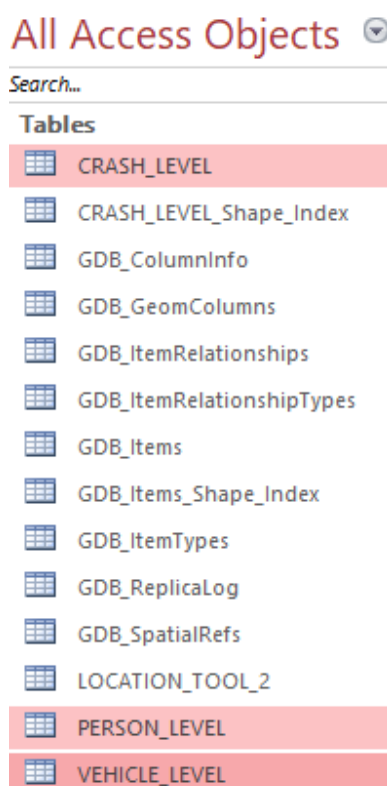 All Access Objects
Search...
Tables
CRASH_LEVEL
CRASH_LEVEL_Shape_Index
GDB_ColumnInfo
GDB_GeomColumns
GDB_ItemRelationships
GDB_ItemRelationshipTypes
GDB_Items
GDB_Items_Shape_Index
GDB_ItemTypes
GDB_ReplicaLog
GDB_SpatialRefs
LOCATION_TOOL_2
PERSON_LEVEL
VEHICLE_LEVEL